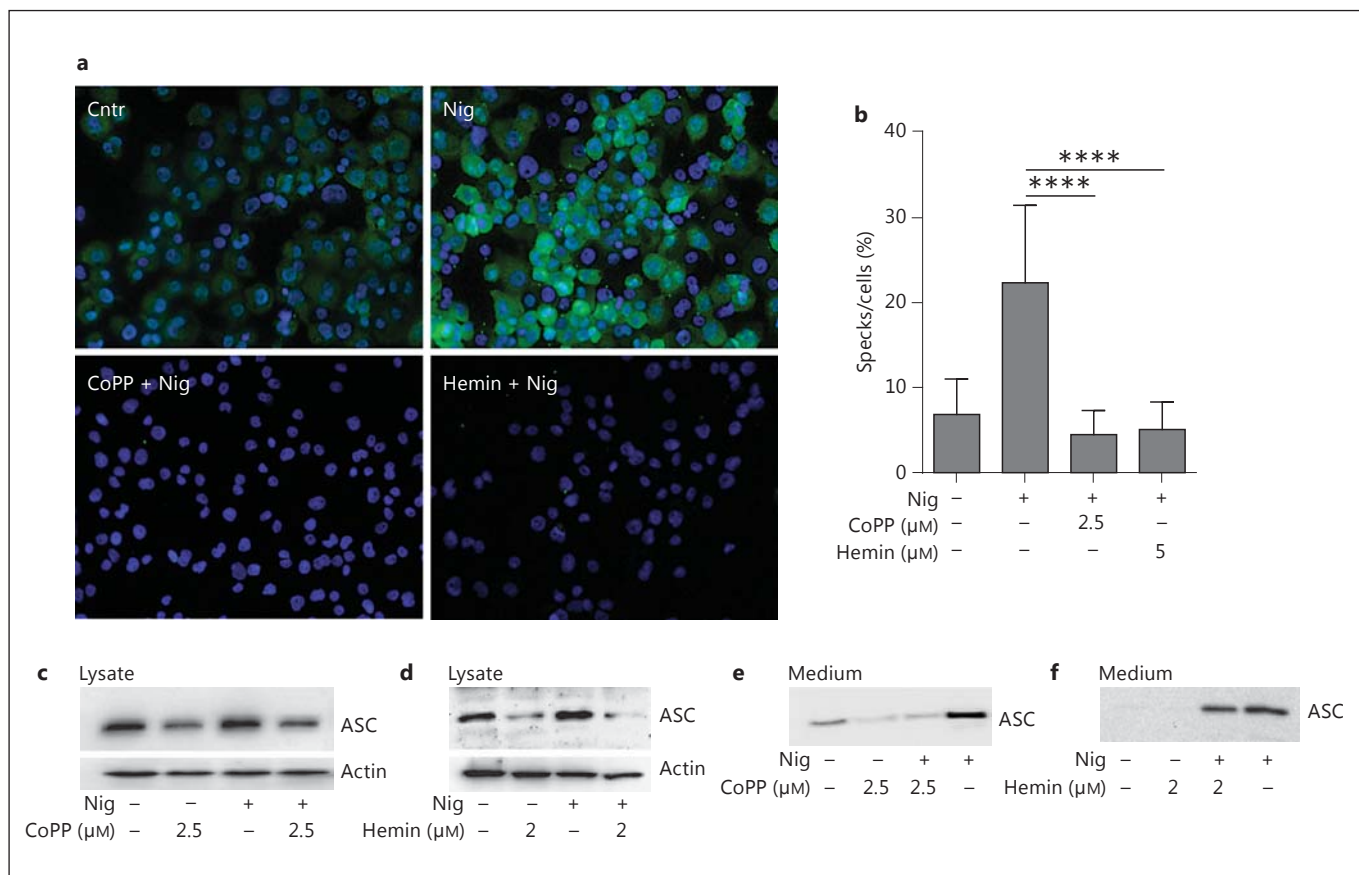 a
Cntr
Nig
CoPP + Nig
Hemin + Nig
b
Specks/cells (%)
40
30
20
10
0
****
****
Nig – + + +
CoPP (μM) – – 2.5 –
Hemin (μM) – – – 5
c Lysate
ASC
Actin
Nig – – + +
CoPP (μM) – 2.5 – 2.5
d Lysate
ASC
Actin
Nig – – + +
Hemin (μM) – 2 – 2
e Medium
ASC
Nig – – + +
CoPP (μM) – 2.5 2.5 –
f Medium
ASC
Nig – – + +
Hemin (μM) – 2 2 –